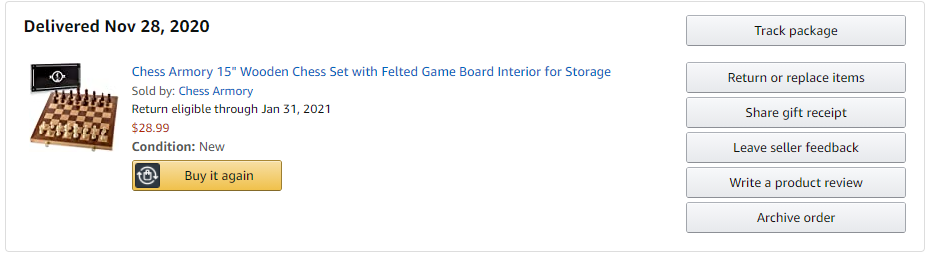 Delivered Nov 28, 2020
Track package
Chess Armory 15" Wooden Chess Set with Felted Game Board Interior for Storage
Sold by: Chess Armory
Return eligible through Jan 31, 2021
$28.99
Condition: New
Buy it again
Return or replace items
Share gift receipt
Leave seller feedback
Write a product review
Archive order